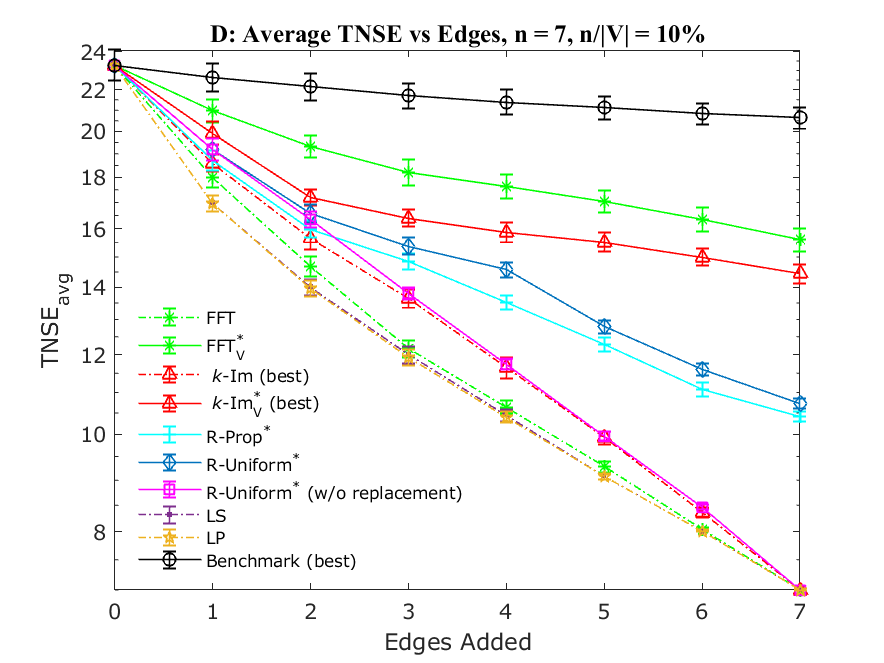 D: Average TNSE vs Edges, n = 7, n/|V| = 10%
24
22
20
18
16
14
12
10
8
TNSE_avg
FFT
FFT*_V
k-Im (best)
k-Im*_V (best)
R-Prop*
R-Uniform*
R-Uniform* (w/o replacement)
LS
LP
Benchmark (best)
0 1 2 3 4 5 6 7
Edges Added